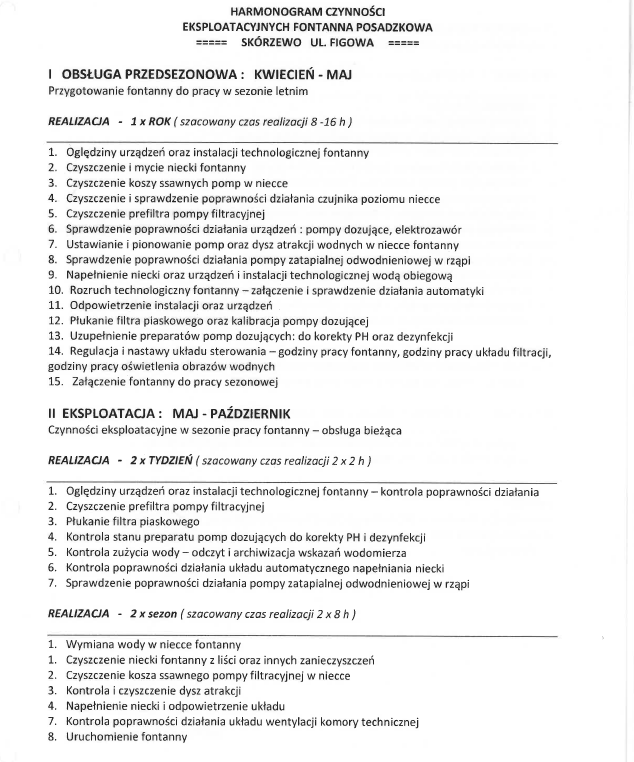 HARMONOGRAM CZYNNOŚCI
EKSPLOATACYJNYCH FONTANNA POSADZKOWA
===== SKÓRZEWO UL. FIGOWA =====
I OBSŁUGA PRZEDSEZONOWA : KWIECIEŃ - MAJ
Przygotowanie fontanny do pracy w sezonie letnim
REALIZACJA - 1 x ROK ( szacowany czas realizacji 8 -16 h )
1. Oględziny urządzeń oraz instalacji technologicznej fontanny
2. Czyszczenie i mycie niecki fontanny
3. Czyszczenie koszy ssawnych pomp w niecce
4. Czyszczenie i sprawdzenie poprawności działania czujnika poziomu niecce
5. Czyszczenie prefiltra pompy filtracyjnej
6. Sprawdzenie poprawności działania urządzeń : pompy dozujące, elektrozawór
7. Ustawianie i pionowanie pomp oraz dysz atrakcji wodnych w niecce fontanny
8. Sprawdzenie poprawności działania pompy zatapialnej odwodnieniowej w rząpi
9. Napełnienie niecki oraz urządzeń i instalacji technologicznej wodą obiegową
10. Rozruch technologiczny fontanny – załączenie i sprawdzenie działania automatyki
11. Odpowietrzenie instalacji oraz urządzeń
12. Płukanie filtra piaskowego oraz kalibracja pompy dozującej
13. Uzupełnienie preparatów pomp dozujących: do korekty PH oraz dezynfekcji
14. Regulacja i nastawy układu sterowania – godziny pracy fontanny, godziny pracy układu filtracji,
godziny pracy oświetlenia obrazów wodnych
15. Załączenie fontanny do pracy sezonowej
II EKSPLOATACJA : MAJ - PAŹDZIERNIK
Czynności eksploatacyjne w sezonie pracy fontanny – obsługa bieżąca
REALIZACJA - 2 x TYDZIEŃ ( szacowany czas realizacji 2 x 2 h )
1. Oględziny urządzeń oraz instalacji technologicznej fontanny – kontrola poprawności działania
2. Czyszczenie prefiltra pompy filtracyjnej
3. Płukanie filtra piaskowego
4. Kontrola stanu preparatu pomp dozujących do korekty PH i dezynfekcji
5. Kontrola zużycia wody – odczyt i archiwizacja wskazań wodomierza
6. Kontrola poprawności działania układu automatycznego napełniania niecki
7. Sprawdzenie poprawności działania pompy zatapialnej odwodnieniowej w rząpi
REALIZACJA - 2 x sezon ( szacowany czas realizacji 2 x 8 h )
1. Wymiana wody w niecce fontanny
1. Czyszczenie niecki fontanny z liści oraz innych zanieczyszczeń
2. Czyszczenie kosza ssawnego pompy filtracyjnej w niecce
3. Kontrola i czyszczenie dysz atrakcji
4. Napełnienie niecki i odpowietrzenie układu
7. Kontrola poprawności działania układu wentylacji komory technicznej
8. Uruchomienie fontanny